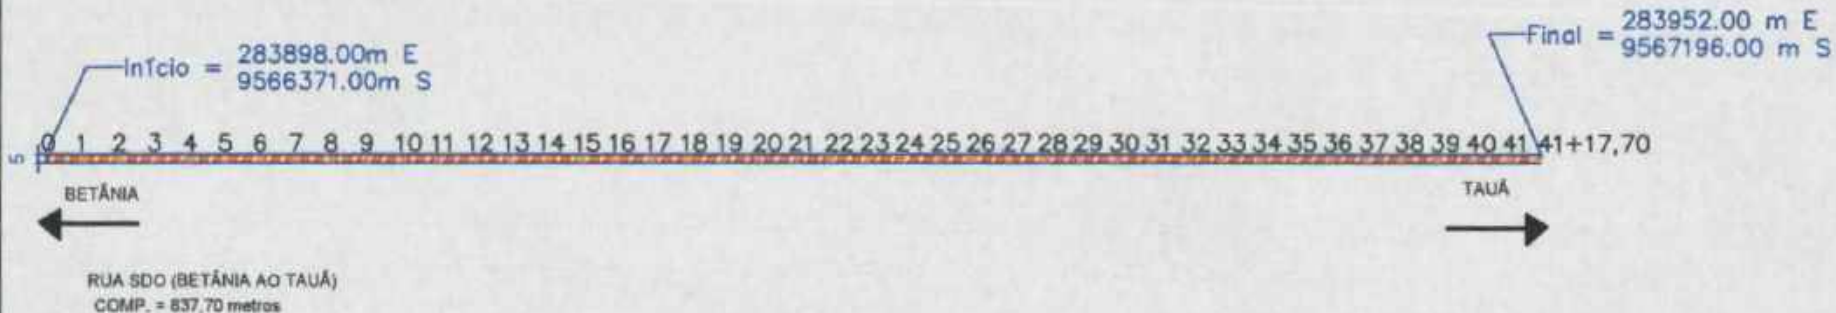 Início = 283898.00m E
9566371.00m S
Final = 283952.00 m E
9567196.00 m S
5
0 1 2 3 4 5 6 7 8 9 10 11 12 13 14 15 16 17 18 19 20 21 22 23 24 25 26 27 28 29 30 31 32 33 34 35 36 37 38 39 40 41 41+17,70
BETÂNIA
TAUÁ
RUA SDO (BETÂNIA AO TAUÁ)
COMP. = 837,70 metros